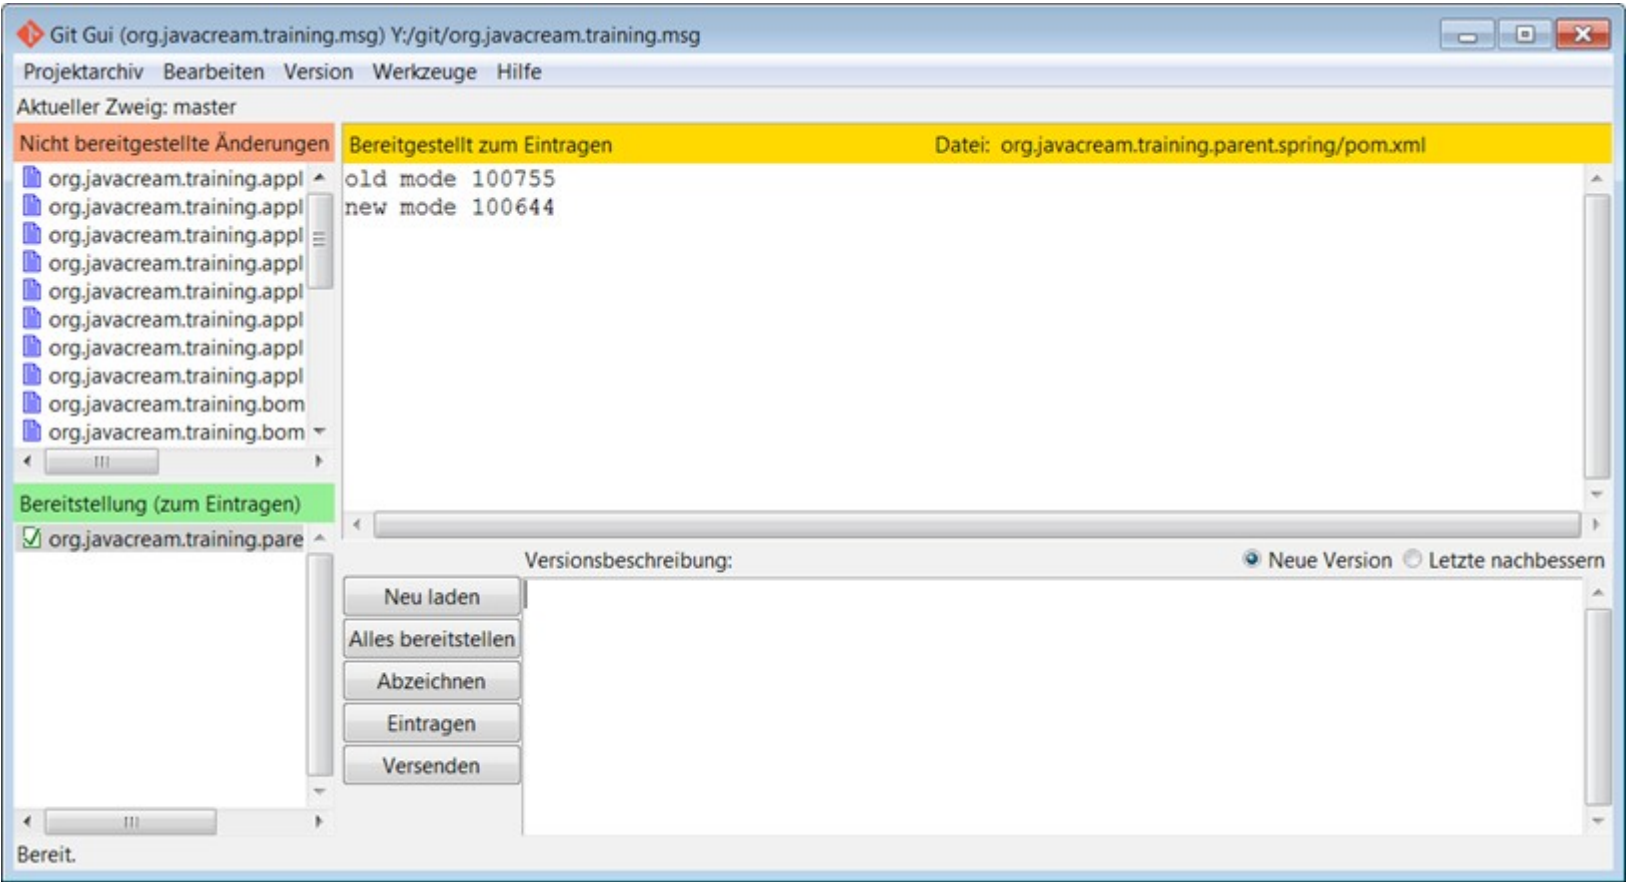 Git Gui (org.javacream.training.msg) Y:/git/org.javacream.training.msg
Projektarchiv Bearbeiten Version Werkzeuge Hilfe
Aktueller Zweig: master
Nicht bereitgestellte Änderungen
org.javacream.training.appl
org.javacream.training.appl
org.javacream.training.appl
org.javacream.training.appl
org.javacream.training.appl
org.javacream.training.appl
org.javacream.training.appl
org.javacream.training.appl
org.javacream.training.bom
org.javacream.training.bom
Bereitstellung (zum Eintragen)
org.javacream.training.pare
Bereitgestellt zum Eintragen Datei: org.javacream.training.parent.spring/pom.xml
old mode 100755
new mode 100644
Versionsbeschreibung: Neue Version Letzte nachbessern
Neu laden
Alles bereitstellen
Abzeichnen
Eintragen
Versenden
Bereit.